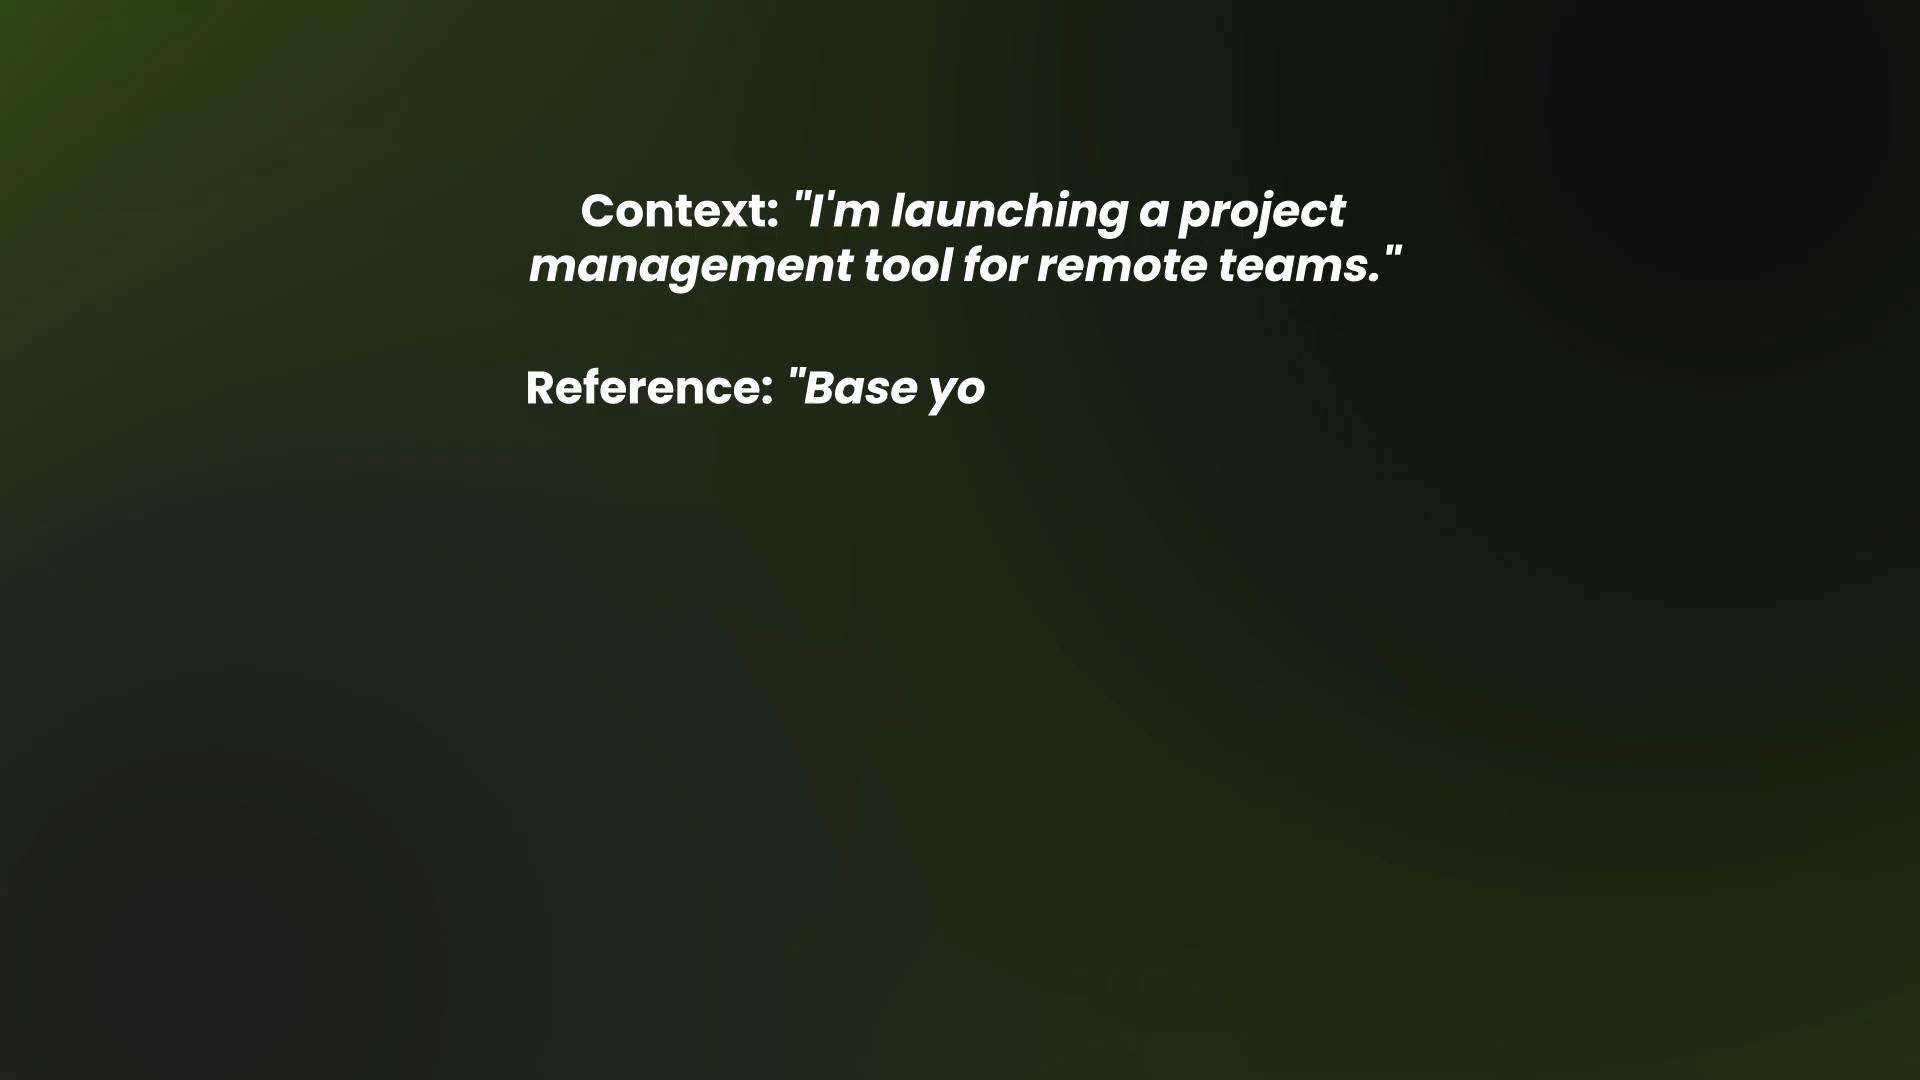 Context: "I'm launching a project
management tool for remote teams."
Reference: "Base yo